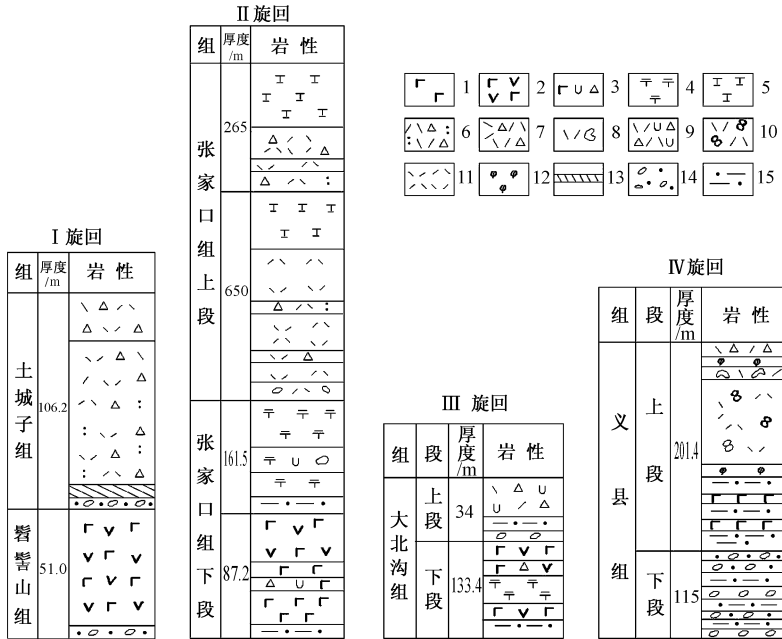 II旋回
组 厚度/m 岩性
张家口组上段
265
650
张家口组下段
161.5
87.2
1 2 3 4 5
6 7 8 9 10
11 12 13 14 15
I旋回
组 厚度/m 岩性
土城子组
106.2
髫髻山组
51.0
III 旋回
组 段 厚度/m 岩性
大北沟组
上段
34
下段
133.4
IV旋回
组 段 厚度/m 岩性
义县组
上段
201.4
下段
115